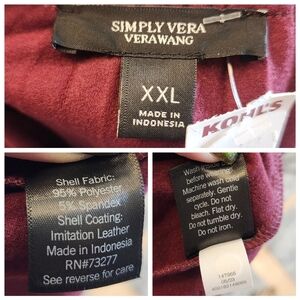 SIMPLY VERA
VERAWANG
XXL
MADE IN
INDONESIA
KOHL'S
Shell Fabric:
95% Polyester
5% Spandex
Shell Coating:
Imitation Leather
Made in Indonesia
RN#73277
See reverse for care
Wash
before
Machine wash cold
separately. Gentle
cycle. Do not
bleach. Flat dry.
Do not tumble dry.
Do not iron.